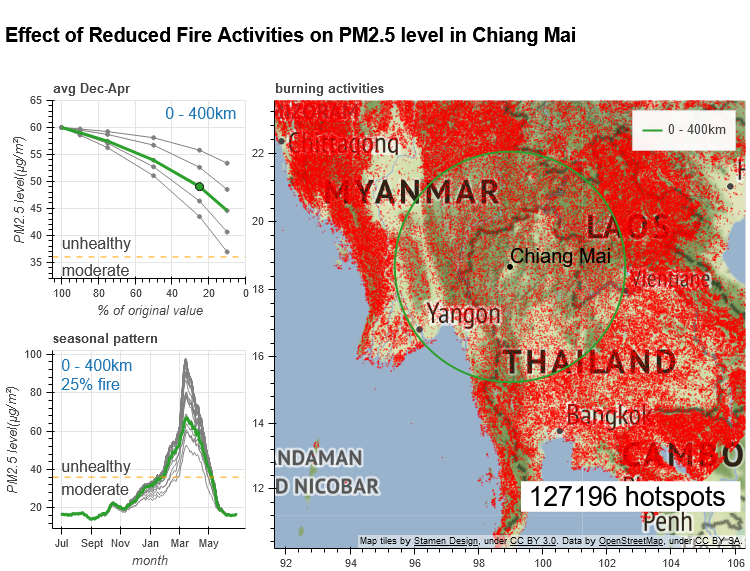 Effect of Reduced Fire Activities on PM2.5 level in Chiang Mai
avg Dec-Apr
0 - 400km
unhealthy
moderate
65
60
55
50
45
40
35
PM2.5 level(µg/m²)
100
80
60
40
20
0
% of original value
seasonal pattern
0 - 400km
25% fire
unhealthy
moderate
100
80
60
40
20
PM2.5 level(µg/m²)
Jul
Sept
Nov
Jan
Mar
May
month
burning activities
0 - 400km
Chittagong
MYANMAR
LAOS
Chiang Mai
Vientiane
Yangon
THAILAND
Bangkok
NDAMAN
D NICOBAR
CAMBO
127196 hotspots
Penh
Map tiles by Stamen Design, under CC BY 3.0. Data by OpenStreetMap, under CC BY SA.
22
20
18
16
14
12
92
94
96
98
100
102
104
106